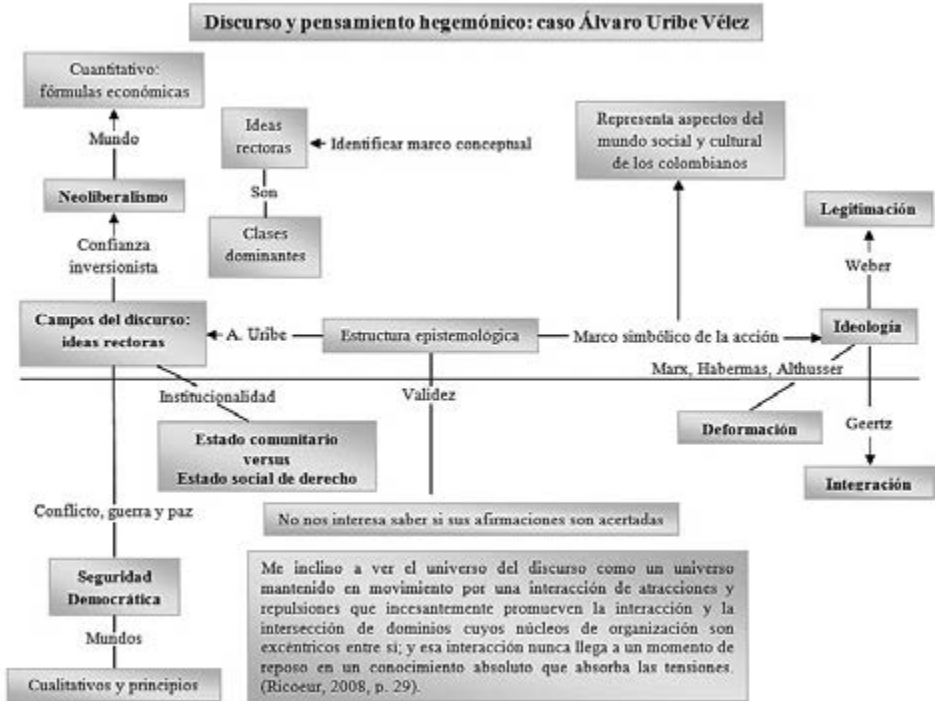 Discurso y pensamiento hegemónico: caso Álvaro Uribe Vélez
Cuantitativo:
fórmulas económicas
Mundo
Neoliberalismo
Confianza
inversionista
Ideas
rectoras
Identificar marco conceptual
Son
Clases
dominantes
Representa aspectos del
mundo social y cultural
de los colombianos
Legitimación
Weber
Campos del discurso:
ideas rectoras
A. Uribe
Estructura epistemológica
Marco simbólico de la acción
Ideología
Marx, Habermas, Althusser
Institucionalidad
Validez
Estado comunitario
versus
Estado social de derecho
Deformación
Geertz
Integración
Conflicto, guerra y paz
No nos interesa saber si sus afirmaciones son acertadas
Seguridad
Democrática
Mundos
Cualitativos y principios
Me inclino a ver el universo del discurso como un universo
mantenido en movimiento por una interacción de atracciones y
repulsiones que incesantemente promueven la interacción y la
intersección de dominios cuyos núcleos de organización son
excéntricos entre sí; y esa interacción nunca llega a un momento de
reposo en un conocimiento absoluto que absorba las tensiones.
(Ricoeur, 2008, p. 29).